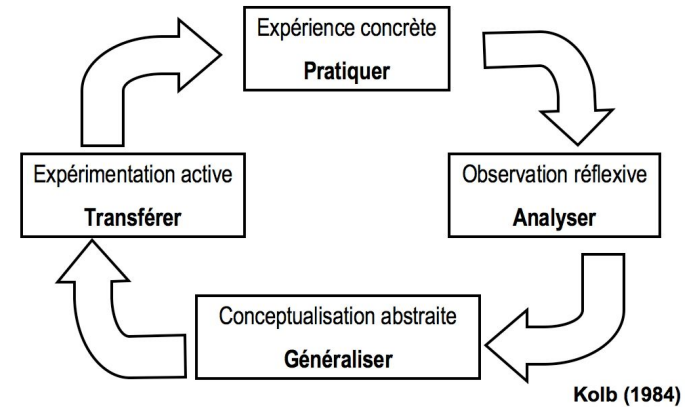 Expérience concrète
Pratiquer
Expérimentation active
Transférer
Observation réflexive
Analyser
Conceptualisation abstraite
Généraliser
Kolb (1984)